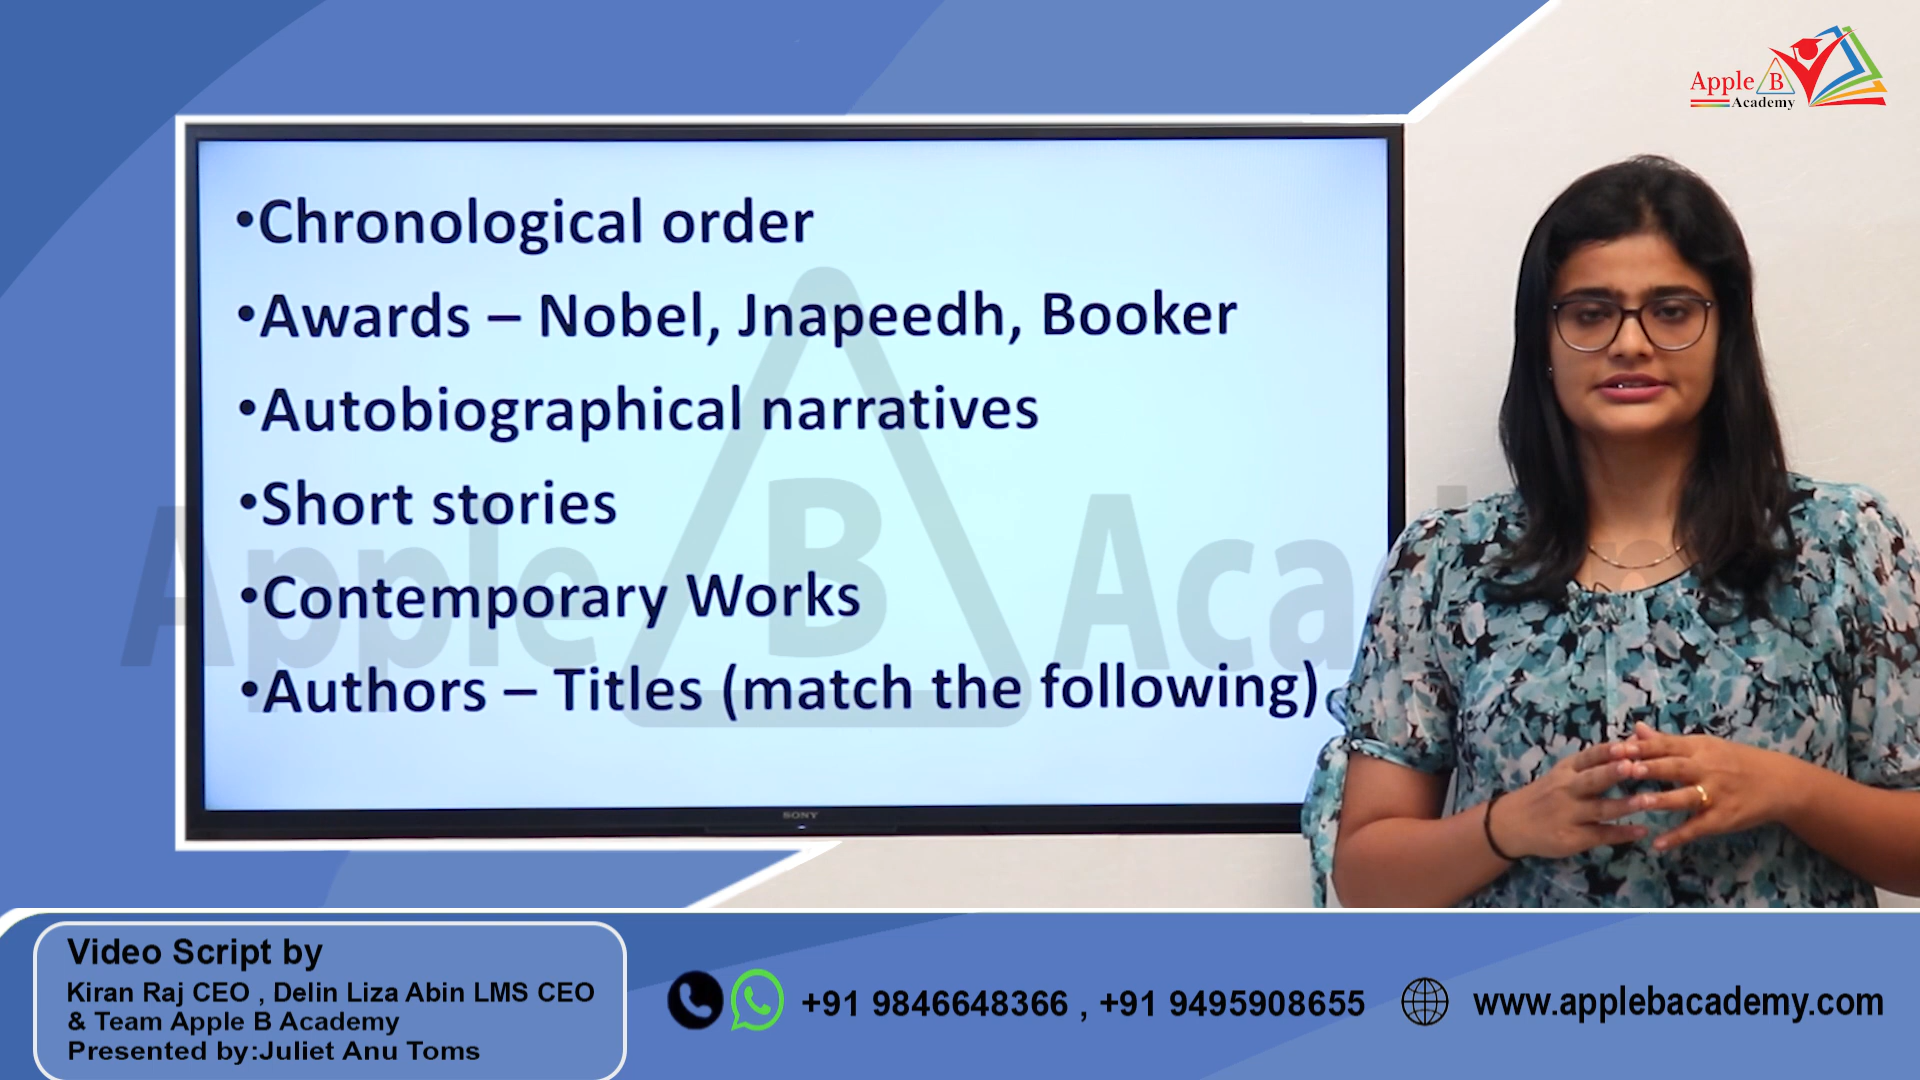 Apple B
Academy
•Chronological order
•Awards – Nobel, Jnapeedh, Booker
•Autobiographical narratives
•Short stories
•Contemporary Works
•Authors – Titles (match the following)
Apple B Acade
SONY
Video Script by
Kiran Raj CEO , Delin Liza Abin LMS CEO
& Team Apple B Academy
Presented by:Juliet Anu Toms
+91 9846648366 , +91 9495908655
www.applebacademy.com